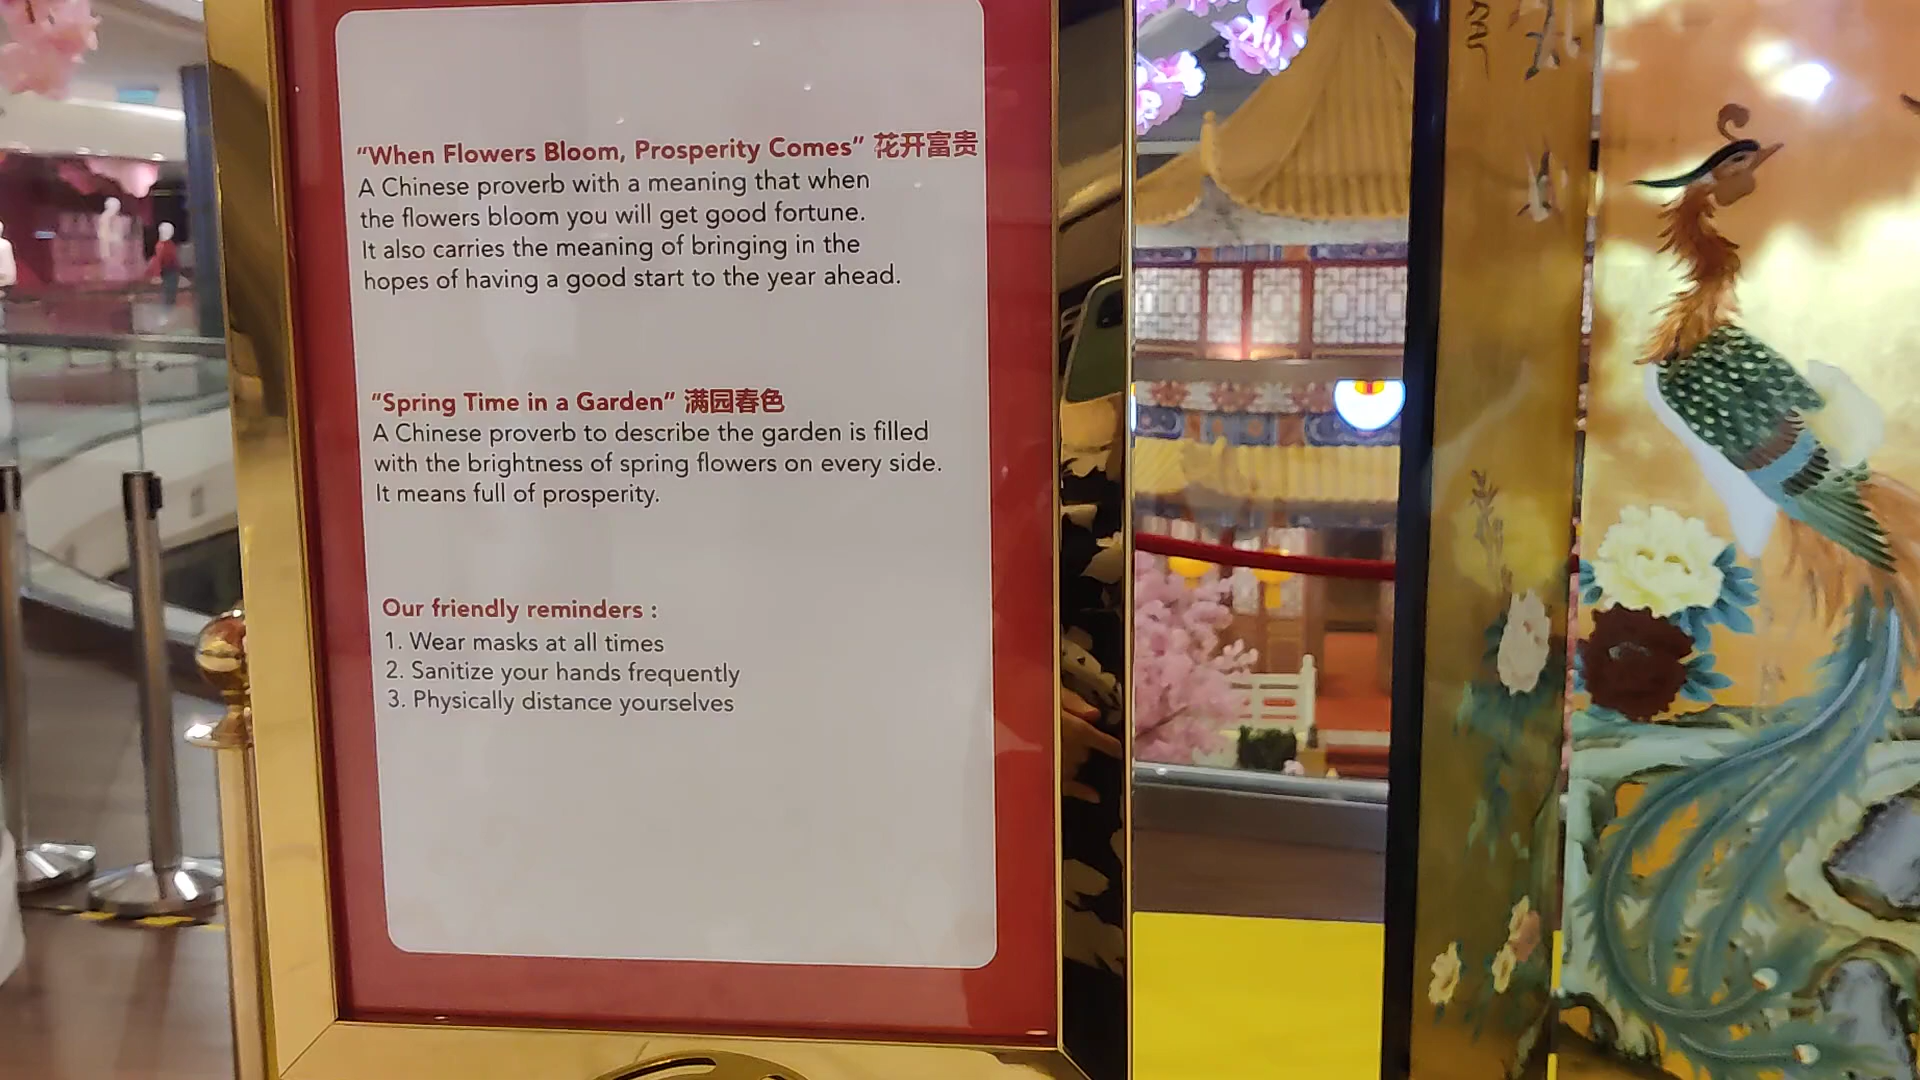 “When Flowers Bloom, Prosperity Comes” 花开富贵
A Chinese proverb with a meaning that when
the flowers bloom you will get good fortune.
It also carries the meaning of bringing in the
hopes of having a good start to the year ahead.
“Spring Time in a Garden” 满园春色
A Chinese proverb to describe the garden is filled
with the brightness of spring flowers on every side.
It means full of prosperity.
Our friendly reminders :
1. Wear masks at all times
2. Sanitize your hands frequently
3. Physically distance yourselves